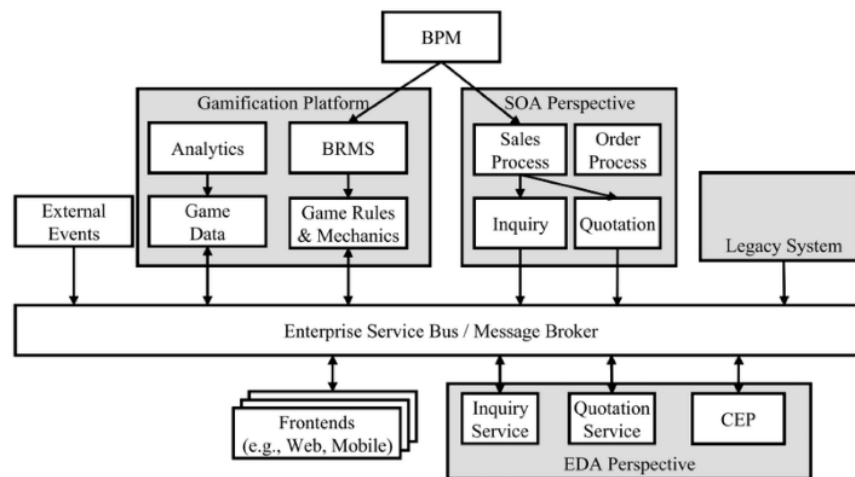 BPM
Gamification Platform
SOA Perspective
Analytics
BRMS
Sales
Process
Order
Process
External
Events
Game
Data
Game Rules
& Mechanics
Inquiry
Quotation
Legacy System
Enterprise Service Bus / Message Broker
Frontends
(e.g., Web, Mobile)
Inquiry
Service
Quotation
Service
CEP
EDA Perspective